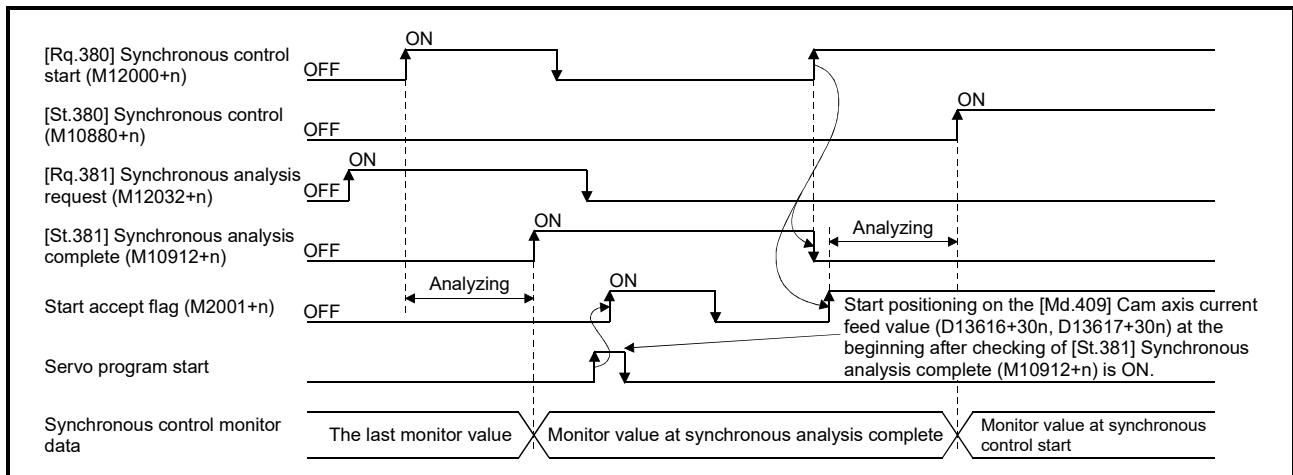 [Rq.380] Synchronous control
start (M12000+n)
OFF
ON
[St.380] Synchronous control
(M10880+n)
OFF
ON
[Rq.381] Synchronous analysis
request (M12032+n)
OFF
ON
[St.381] Synchronous analysis
complete (M10912+n)
OFF
ON
Analyzing
Analyzing
Start accept flag (M2001+n)
OFF
ON
Start positioning on the [Md.409] Cam axis current
feed value (D13616+30n, D13617+30n) at the
beginning after checking of [St.381] Synchronous
analysis complete (M10912+n) is ON.
Servo program start
Synchronous control monitor
data
The last monitor value
Monitor value at synchronous analysis complete
Monitor value at synchronous
control start